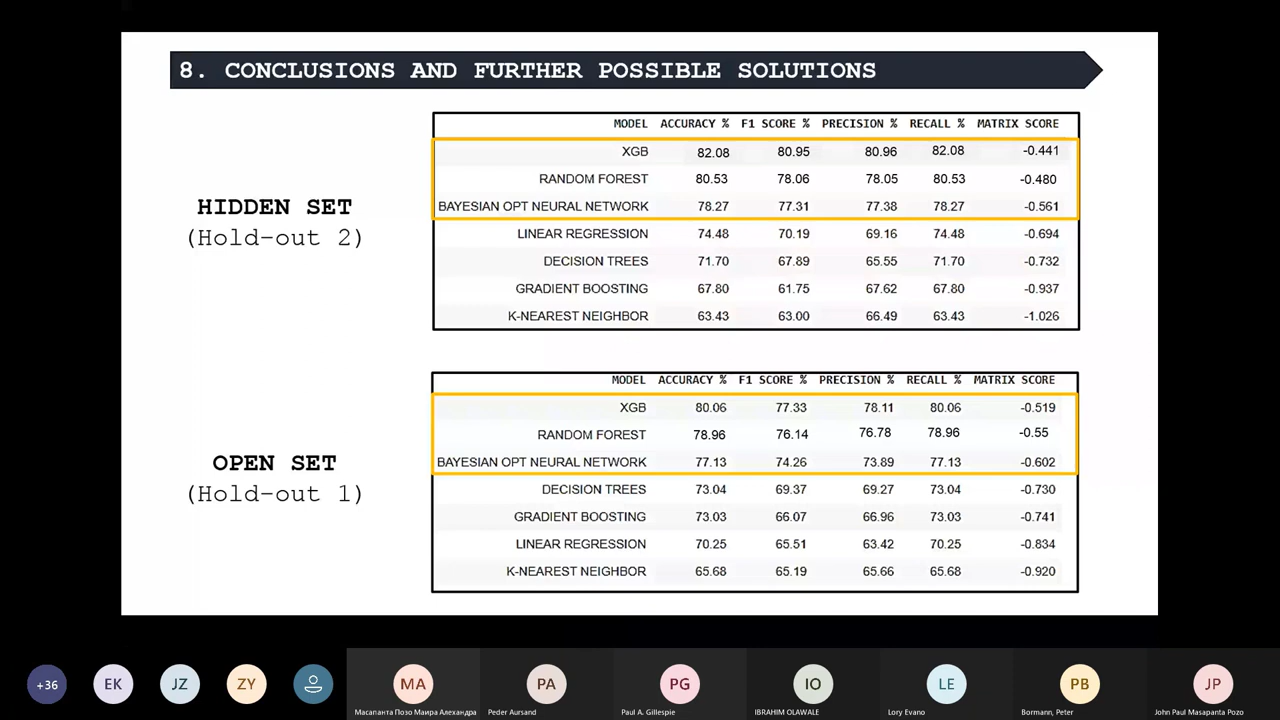 8. CONCLUSIONS AND FURTHER POSSIBLE SOLUTIONS
HIDDEN SET
(Hold-out 2)
MODEL ACCURACY % F1 SCORE % PRECISION % RECALL % MATRIX SCORE
XGB 82.08 80.95 80.96 82.08 -0.441
RANDOM FOREST 80.53 78.06 78.05 80.53 -0.480
BAYESIAN OPT NEURAL NETWORK 78.27 77.31 77.38 78.27 -0.561
LINEAR REGRESSION 74.48 70.19 69.16 74.48 -0.694
DECISION TREES 71.70 67.89 65.55 71.70 -0.732
GRADIENT BOOSTING 67.80 61.75 67.62 67.80 -0.937
K-NEAREST NEIGHBOR 63.43 63.00 66.49 63.43 -1.026
OPEN SET
(Hold-out 1)
MODEL ACCURACY % F1 SCORE % PRECISION % RECALL % MATRIX SCORE
XGB 80.06 77.33 78.11 80.06 -0.519
RANDOM FOREST 78.96 76.14 76.78 78.96 -0.55
BAYESIAN OPT NEURAL NETWORK 77.13 74.26 73.89 77.13 -0.602
DECISION TREES 73.04 69.37 69.27 73.04 -0.730
GRADIENT BOOSTING 73.03 66.07 66.96 73.03 -0.741
LINEAR REGRESSION 70.25 65.51 63.42 70.25 -0.834
K-NEAREST NEIGHBOR 65.68 65.19 65.66 65.68 -0.920
+36 EK JZ ZY MA PA PG IO LE PB JP
Масапанта Позо Маира Алехандра Peder Aursand Paul A. Gillespie IBRAHIM OLAWALE Lory Evano Bormann, Peter John Paul Masapanta Pozo